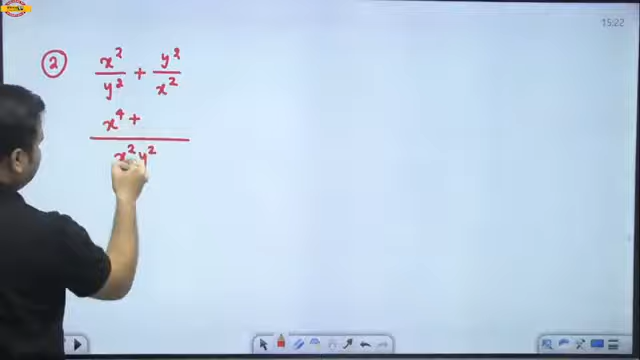 15:22
② x²/y² + y²/x²
x⁴ +
x²y²